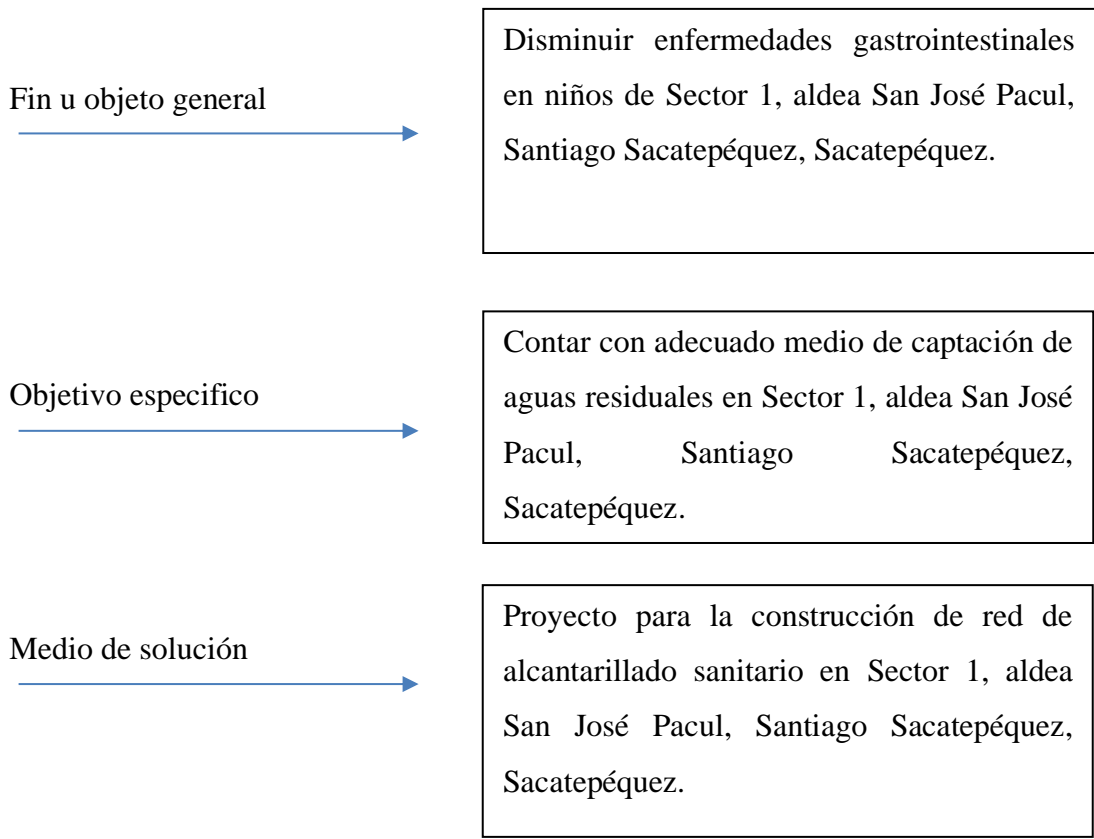 Fin u objeto general
Disminuir enfermedades gastrointestinales
en niños de Sector 1, aldea San José Pacul,
Santiago Sacatepéquez, Sacatepéquez.
Objetivo especifico
Contar con adecuado medio de captación de
aguas residuales en Sector 1, aldea San José
Pacul, Santiago Sacatepéquez,
Sacatepéquez.
Medio de solución
Proyecto para la construcción de red de
alcantarillado sanitario en Sector 1, aldea
San José Pacul, Santiago Sacatepéquez,
Sacatepéquez.